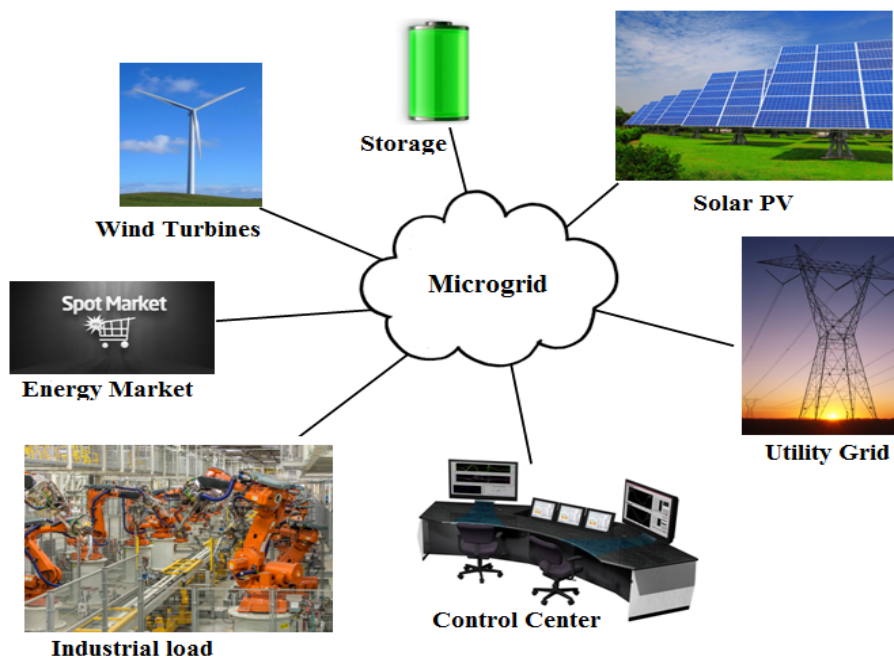 Storage
Wind Turbines
Solar PV
Microgrid
Spot Market
Energy Market
Utility Grid
Control Center
Industrial load